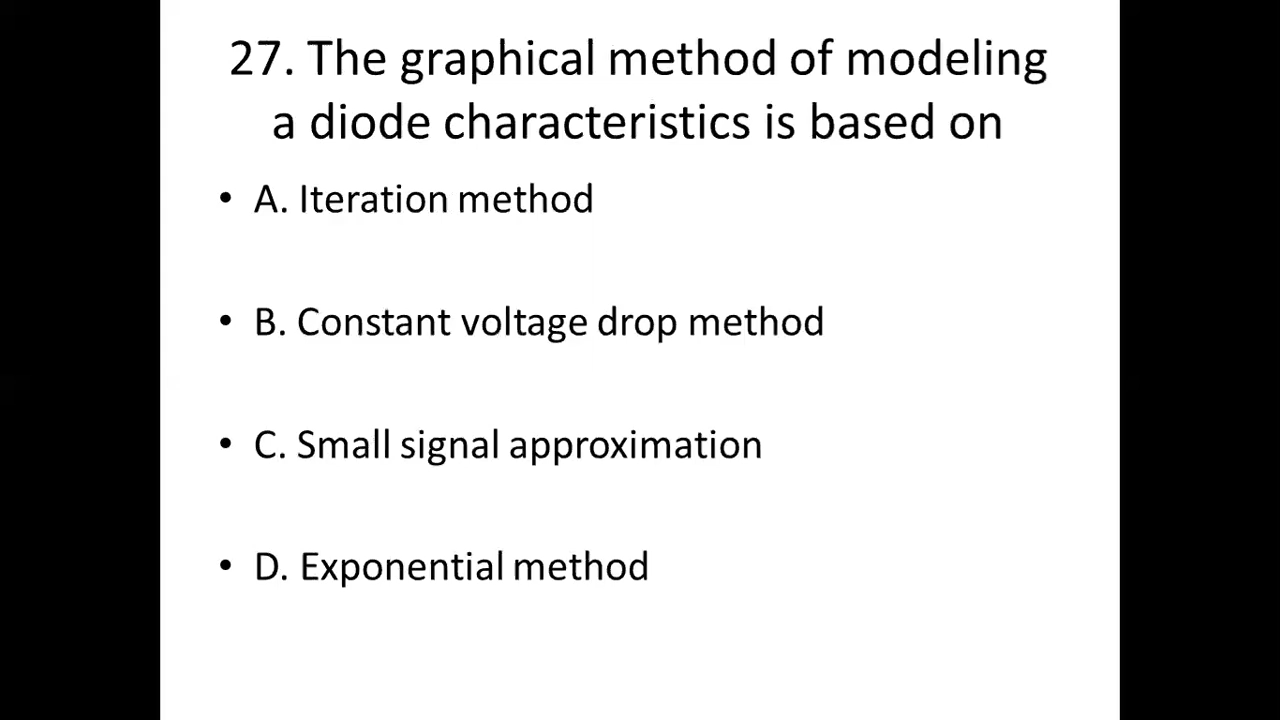 27. The graphical method of modeling
a diode characteristics is based on
• A. Iteration method
• B. Constant voltage drop method
• C. Small signal approximation
• D. Exponential method